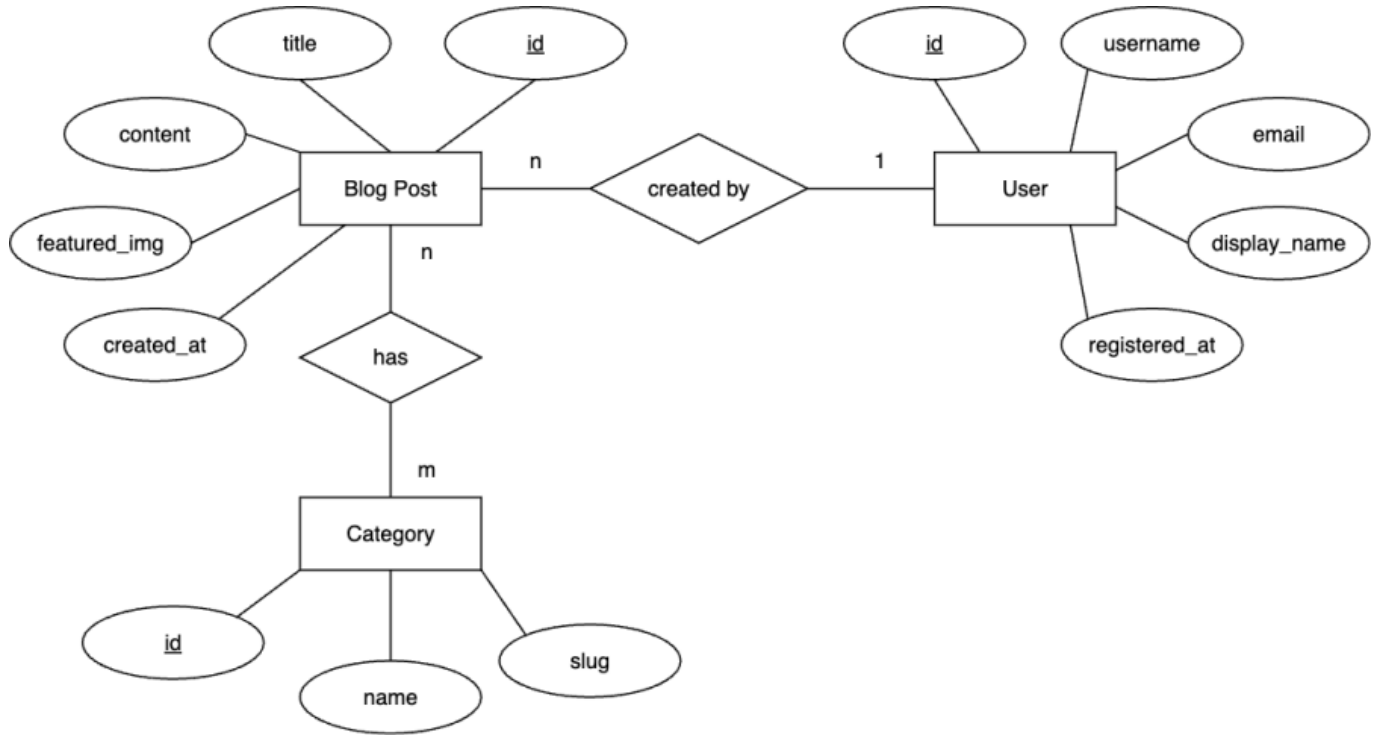 title
id
id
username
content
email
n
1
Blog Post
created by
User
featured_img
n
display_name
created_at
has
registered_at
m
Category
id
slug
name